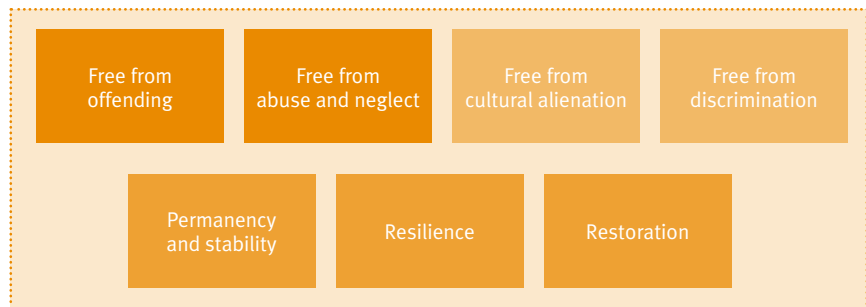 Free from
offending
Free from
abuse and neglect
Free from
cultural alienation
Free from
discrimination
Permanency
and stability
Resilience
Restoration